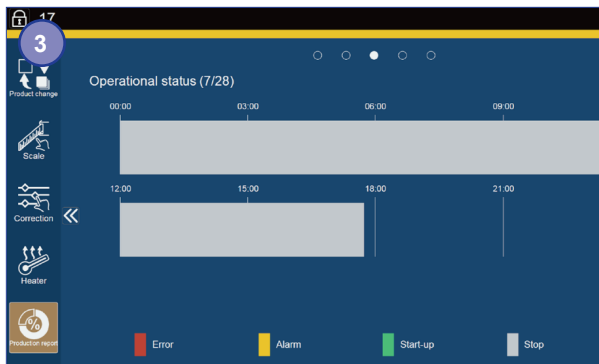 17
3
Product change
Operational status (7/28)
00:00 03:00 06:00 09:00
Scale
12:00 15:00 18:00 21:00
Correction
Heater
%
Production report
Error Alarm Start-up Stop